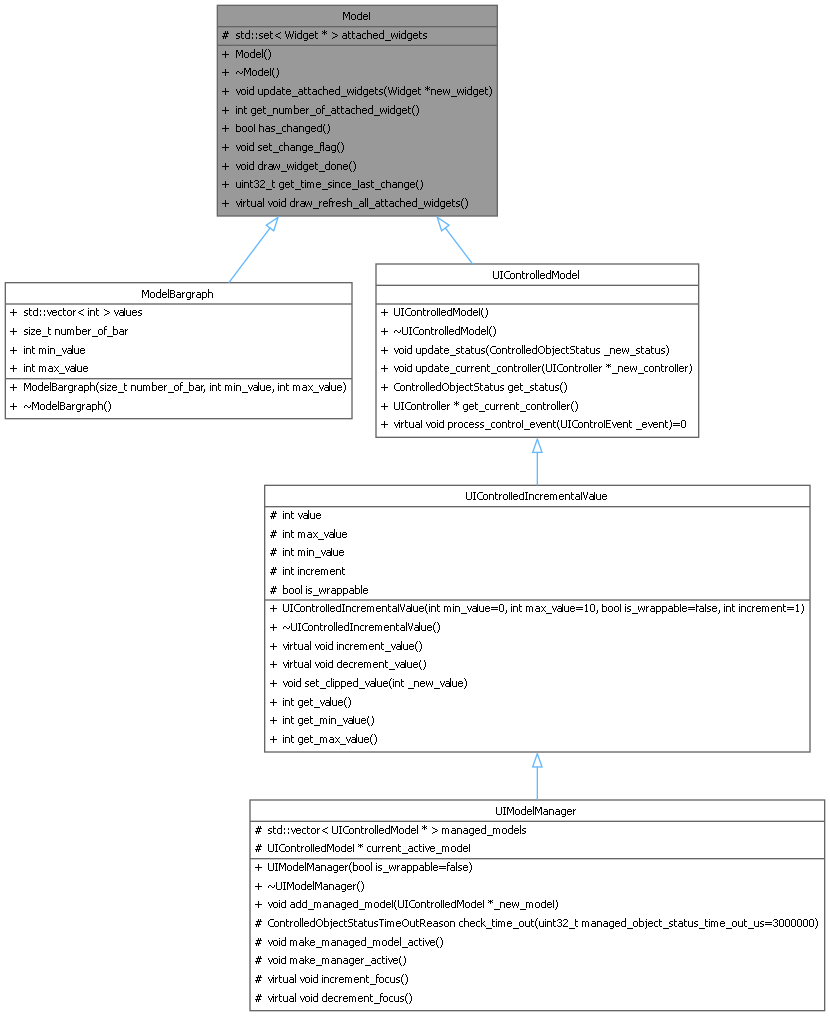 Model
# std::set< Widget * > attached_widgets
+ Model()
+ ~Model()
+ void update_attached_widgets(Widget *new_widget)
+ int get_number_of_attached_widget()
+ bool has_changed()
+ void set_change_flag()
+ void draw_widget_done()
+ uint32_t get_time_since_last_change()
+ virtual void draw_refresh_all_attached_widgets()
ModelBargraph
+ std::vector< int > values
+ size_t number_of_bar
+ int min_value
+ int max_value
+ ModelBargraph(size_t number_of_bar, int min_value, int max_value)
+ ~ModelBargraph()
UIControlledModel
+ UIControlledModel()
+ ~UIControlledModel()
+ void update_status(ControlledObjectStatus _new_status)
+ void update_current_controller(UIController *_new_controller)
+ ControlledObjectStatus get_status()
+ UIController * get_current_controller()
+ virtual void process_control_event(UIControlEvent _event)=0
UIControlledIncrementalValue
# int value
# int max_value
# int min_value
# int increment
# bool is_wrappable
+ UIControlledIncrementalValue(int min_value=0, int max_value=10, bool is_wrappable=false, int increment=1)
+ ~UIControlledIncrementalValue()
+ virtual void increment_value()
+ virtual void decrement_value()
+ void set_clipped_value(int _new_value)
+ int get_value()
+ int get_min_value()
+ int get_max_value()
UIModelManager
# std::vector< UIControlledModel * > managed_models
# UIControlledModel * current_active_model
+ UIModelManager(bool is_wrappable=false)
+ ~UIModelManager()
+ void add_managed_model(UIControlledModel *_new_model)
# ControlledObjectStatusTimeOutReason check_time_out(uint32_t managed_object_status_time_out_us=3000000)
# void make_managed_model_active()
# void make_manager_active()
# virtual void increment_focus()
# virtual void decrement_focus()